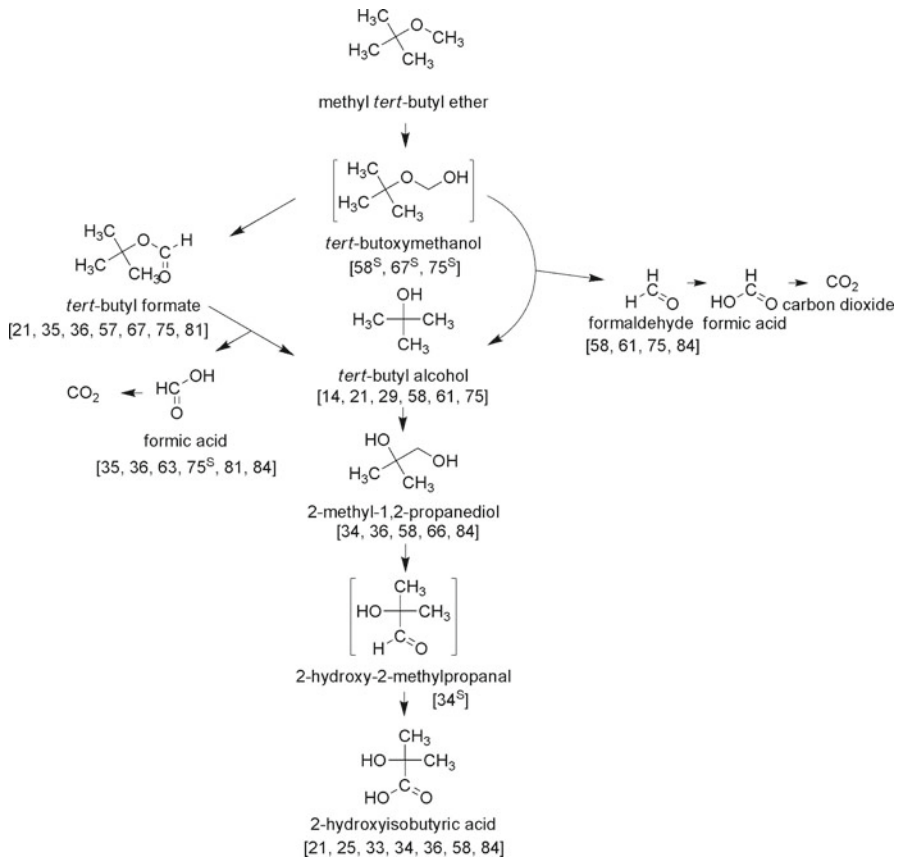 H₃C
O
CH₃
H₃C
CH₃
methyl tert-butyl ether
H₃C
O
OH
H₃C
CH₃
tert-butoxymethanol
[58ˢ, 67ˢ, 75ˢ]
H₃C
O
H
H₃C
CH₃
O
tert-butyl formate
[21, 35, 36, 57, 67, 75, 81]
OH
H₃C
CH₃
CH₃
tert-butyl alcohol
[14, 21, 29, 58, 61, 75]
H
H
O
formaldehyde
[58, 61, 75, 84]
H
HO
O
formic acid
CO₂
carbon dioxide
CO₂
HC
OH
O
formic acid
[35, 36, 63, 75ˢ, 81, 84]
HO
OH
H₃C
CH₃
2-methyl-1,2-propanediol
[34, 36, 58, 66, 84]
CH₃
HO
CH₃
H
C
O
2-hydroxy-2-methylpropanal
[34ˢ]
CH₃
HO
CH₃
C
HO
O
2-hydroxyisobutyric acid
[21, 25, 33, 34, 36, 58, 84]